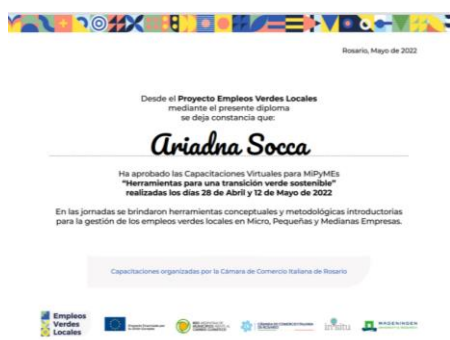 Rosario, Mayo de 2022
Desde el Proyecto Empleos Verdes Locales
mediante el presente diploma
se deja constancia que:
Ariadna Socca
Ha aprobado las Capacitaciones Virtuales para MiPyMEs
"Herramientas para una transición verde sostenible"
realizadas los días 28 de Abril y 12 de Mayo de 2022
En las jornadas se brindaron herramientas conceptuales y metodológicas introductorias
para la gestión de los empleos verdes locales en Micro, Pequeñas y Medianas Empresas.
Capacitaciones organizadas por la Cámara de Comercio Italiana de Rosario
Empleos
Verdes
Locales
WAGENINGEN